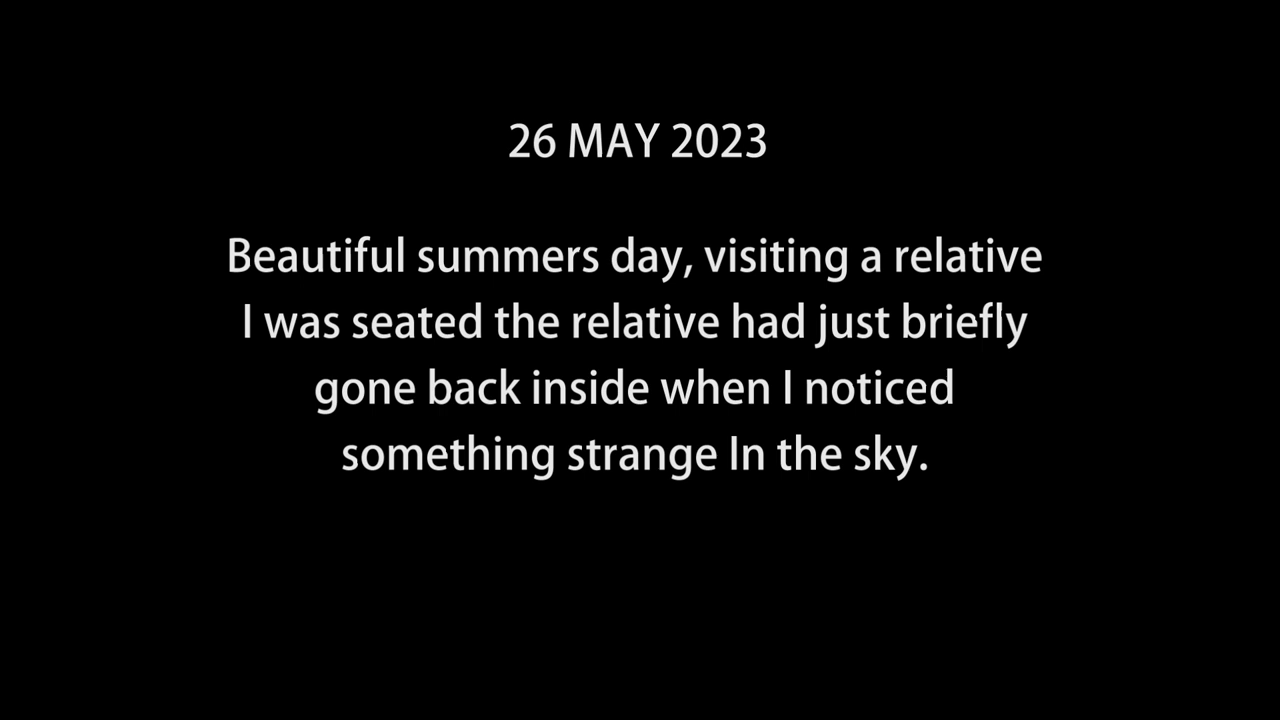 26 MAY 2023
Beautiful summers day, visiting a relative
I was seated the relative had just briefly
gone back inside when I noticed
something strange In the sky.